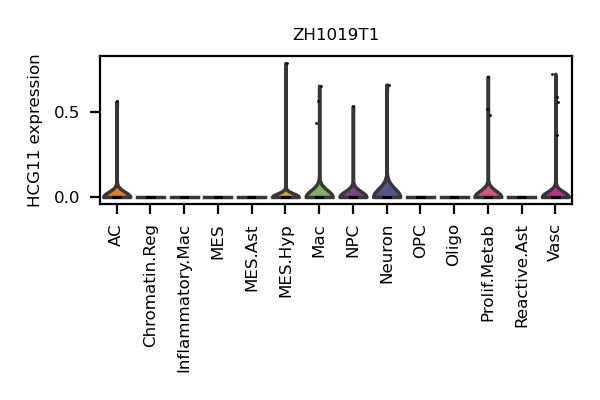 ZH1019T1
HCG11 expression
0.5
0.0
AC
Chromatin.Reg
Inflammatory.Mac
MES
MES.Ast
MES.Hyp
Mac
NPC
Neuron
OPC
Oligo
Prolif.Metab
Reactive.Ast
Vasc